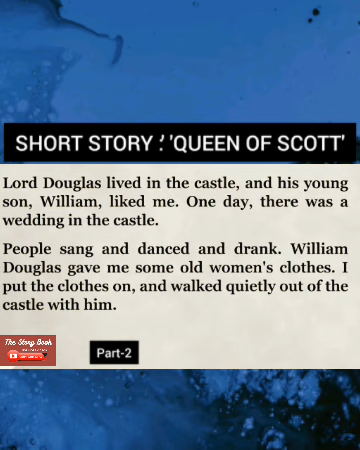 SHORT STORY :' 'QUEEN OF SCOTT'
Lord Douglas lived in the castle, and his young
son, William, liked me. One day, there was a
wedding in the castle.
People sang and danced and drank. William
Douglas gave me some old women's clothes. I
put the clothes on, and walked quietly out of the
castle with him.
The Story Book
Part-2